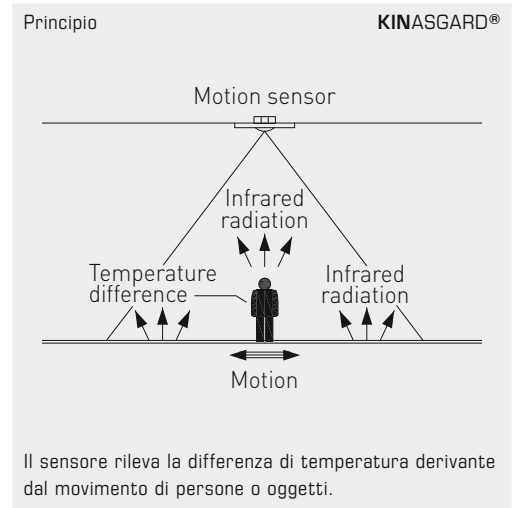 Principio KINASGARD®
Motion sensor
Infrared
radiation
Temperature
difference
Infrared
radiation
Motion
Il sensore rileva la differenza di temperatura derivante
dal movimento di persone o oggetti.